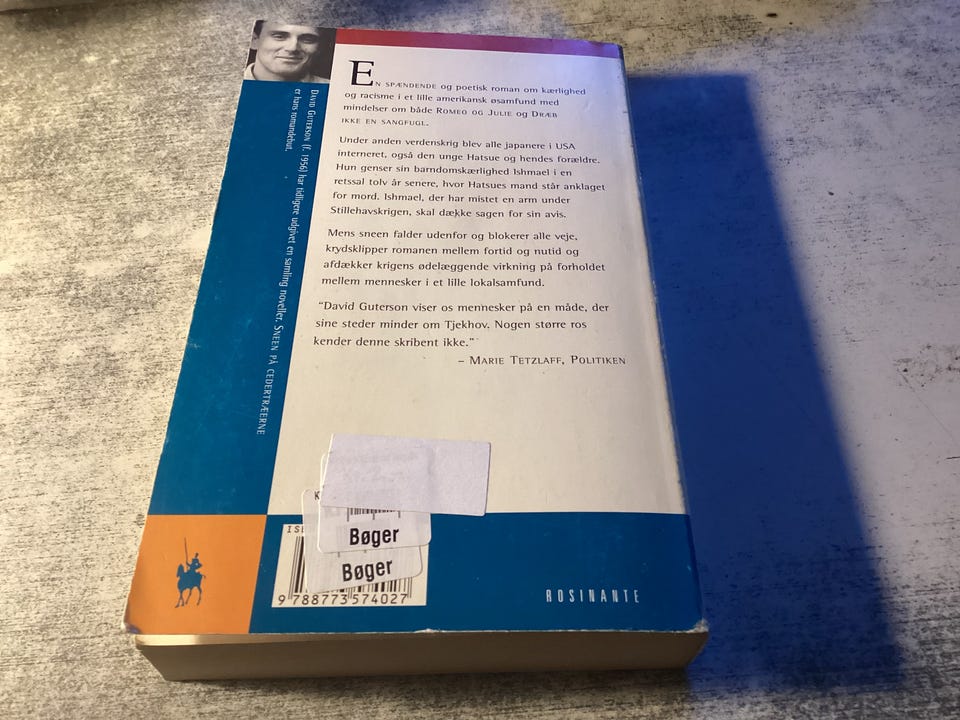 EN SPÆNDENDE og poetisk roman om kærlighed
og racisme i et lille amerikansk øsamfund med
mindelser om både ROMEO OG JULIE og DRÆB
IKKE EN SANGFUGL.
Under anden verdenskrig blev alle japanere i USA
interneret, også den unge Hatsue og hendes forældre.
Hun genser sin barndomskærlighed Ishmael i en
retssal tolv år senere, hvor Hatsues mand står anklaget
for mord. Ishmael, der har mistet en arm under
Stillehavskrigen, skal dække sagen for sin avis.
Mens sneen falder udenfor og blokerer alle veje,
krydsklipper romanen mellem fortid og nutid og
afdækker krigens ødelæggende virkning på forholdet
mellem mennesker i et lille lokalsamfund.
"David Guterson viser os mennesker på en måde, der
sine steder minder om Tjekhov. Nogen større ros
kender denne skribent ikke."
– MARIE TETZLAFF, POLITIKEN
DAVID GUTERSON (f. 1956) har tidligere udgivet en samling noveller. SNEEN PÅ CEDERTRÆERNE
er hans romandebut.
K
ISB
Bøger
Bøger
9 788773 574027
ROSINANTE